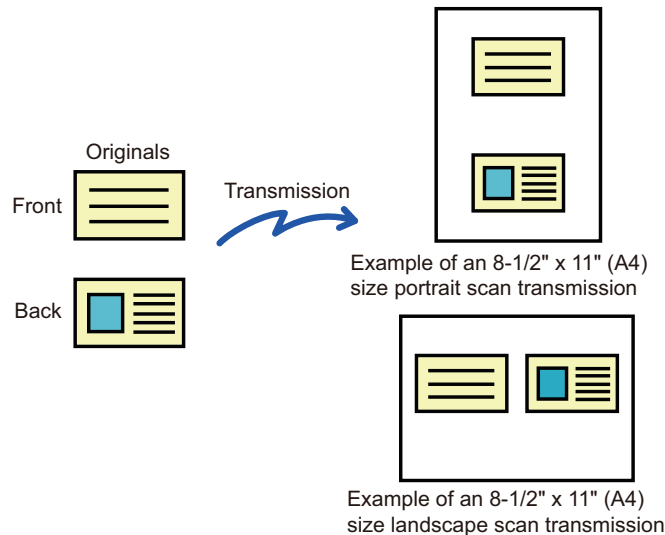 Originals
Front
Back
Transmission
Example of an 8-1/2" x 11" (A4)
size portrait scan transmission
Example of an 8-1/2" x 11" (A4)
size landscape scan transmission